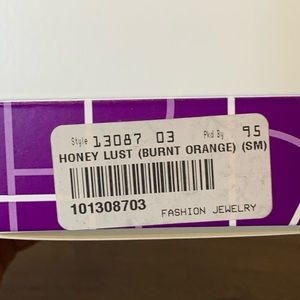 Style 13087 03 Pkd By 95
HONEY LUST (BURNT ORANGE) (SM)
101308703
FASHION JEWELRY